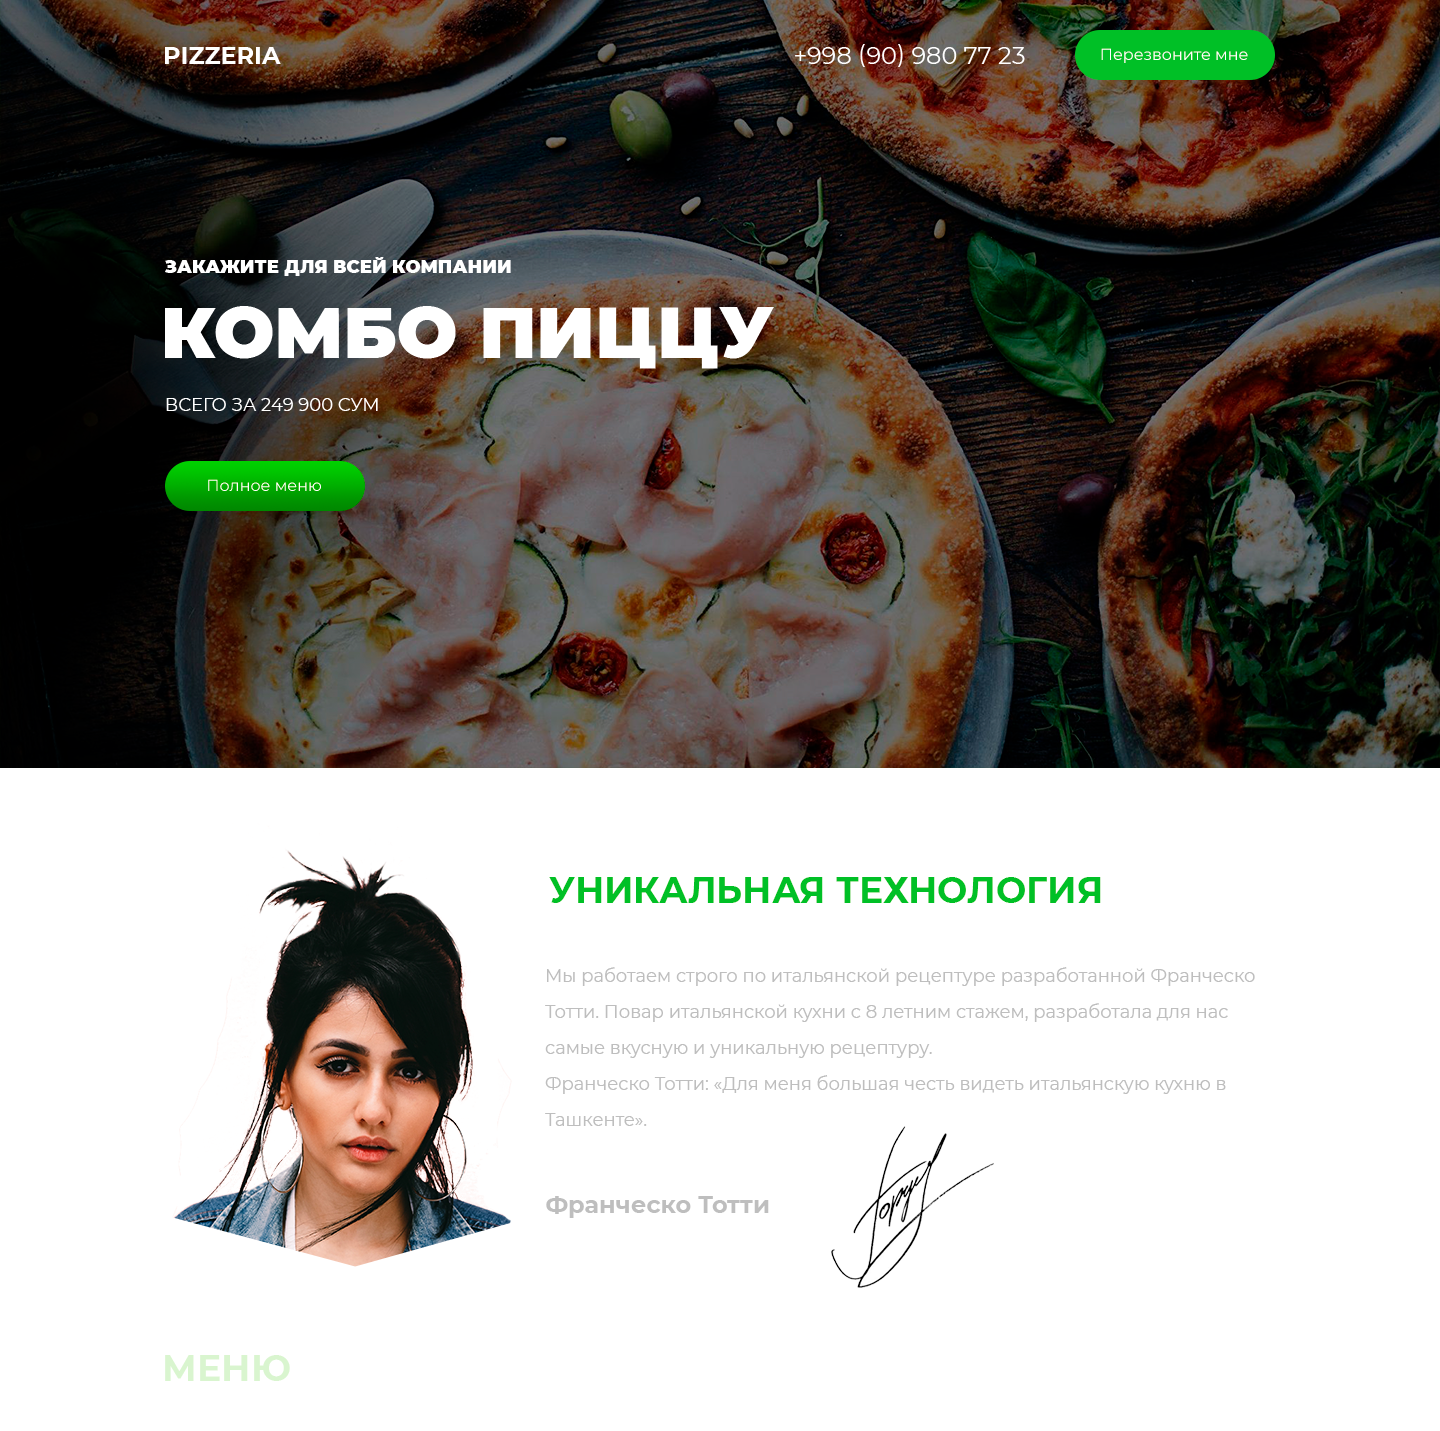 PIZZERIA
+998 (90) 980 77 23
Перезвоните мне
ЗАКАЖИТЕ ДЛЯ ВСЕЙ КОМПАНИИ
КОМБО ПИЦЦУ
ВСЕГО ЗА 249 900 СУМ
Полное меню
УНИКАЛЬНАЯ ТЕХНОЛОГИЯ
Мы работаем строго по итальянской рецептуре разработанной Франческо
Тотти. Повар итальянской кухни с 8 летним стажем, разработала для нас
самые вкусную и уникальную рецептуру.
Франческо Тотти: «Для меня большая честь видеть итальянскую кухню в
Ташкенте».
Франческо Тотти
МЕНЮ